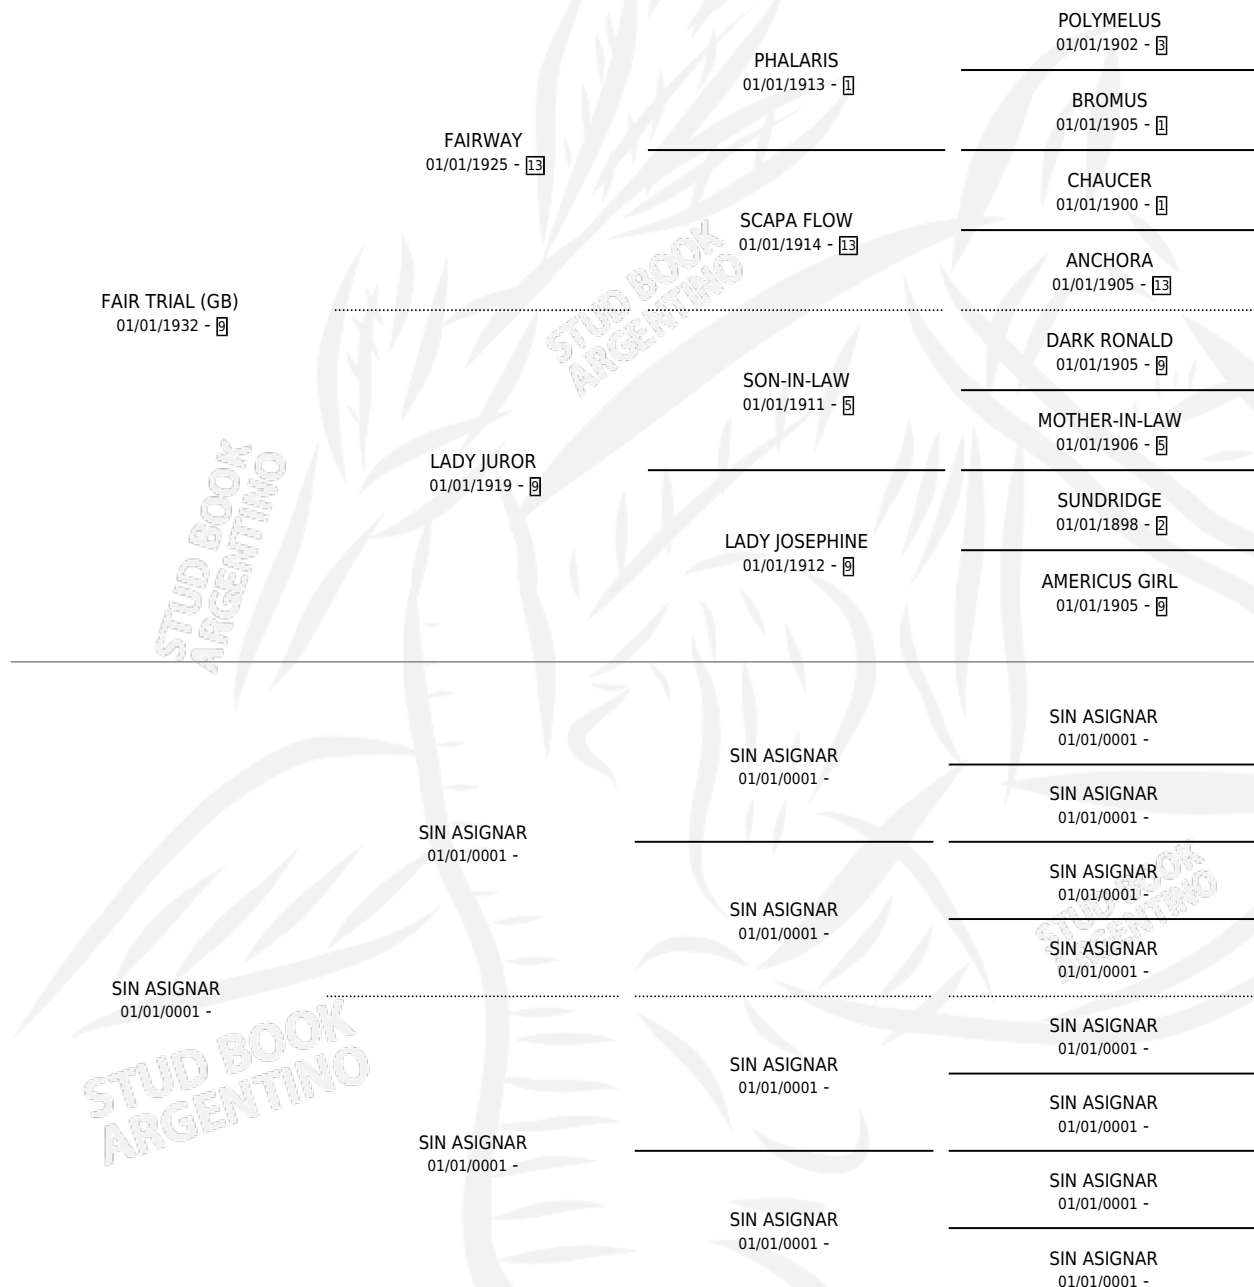 POLYMELUS
01/01/1902 - 3
PHALARIS
01/01/1913 - 1
BROMUS
01/01/1905 - 1
FAIRWAY
01/01/1925 - 13
CHAUCER
01/01/1900 - 1
SCAPA FLOW
01/01/1914 - 13
ANCHORA
01/01/1905 - 13
FAIR TRIAL (GB)
01/01/1932 - 9
DARK RONALD
01/01/1905 - 9
SON-IN-LAW
01/01/1911 - 5
MOTHER-IN-LAW
01/01/1906 - 5
LADY JUROR
01/01/1919 - 9
SUNDRIDGE
01/01/1898 - 2
LADY JOSEPHINE
01/01/1912 - 9
AMERICUS GIRL
01/01/1905 - 9
SIN ASIGNAR
01/01/0001 -
SIN ASIGNAR
01/01/0001 -
SIN ASIGNAR
01/01/0001 -
SIN ASIGNAR
01/01/0001 -
SIN ASIGNAR
01/01/0001 -
SIN ASIGNAR
01/01/0001 -
SIN ASIGNAR
01/01/0001 -
SIN ASIGNAR
01/01/0001 -
SIN ASIGNAR
01/01/0001 -
SIN ASIGNAR
01/01/0001 -
SIN ASIGNAR
01/01/0001 -
SIN ASIGNAR
01/01/0001 -
SIN ASIGNAR
01/01/0001 -
SIN ASIGNAR
01/01/0001 -
SIN ASIGNAR
01/01/0001 -
STUD BOOK
ARGENTINO
STUD BOOK
ARGENTINO
STUD BOOK
ARGENTINO
STUD BOOK
ARGENTINO